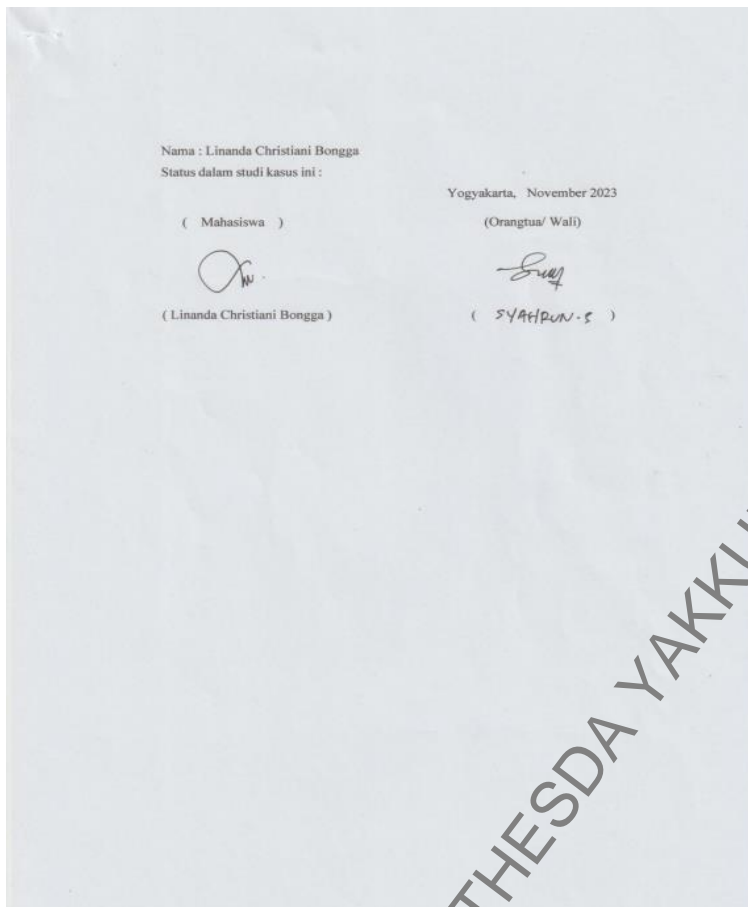 Nama : Linanda Christiani Bongga
Status dalam studi kasus ini :
Yogyakarta, November 2023
( Mahasiswa ) (Orangtua/ Wali)
( Linanda Christiani Bongga ) ( SYAHRUN.S )
THESDA YAKKU